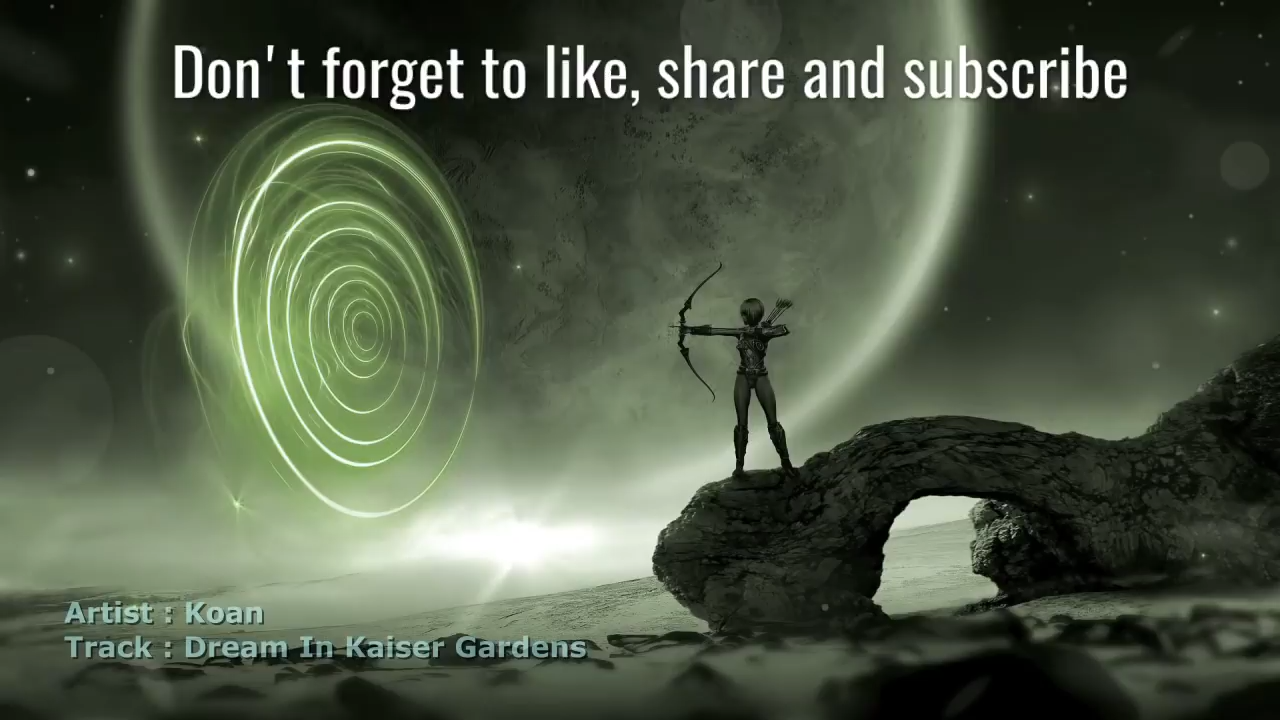 Don't forget to like, share and subscribe
Artist : Koan
Track : Dream In Kaiser Gardens